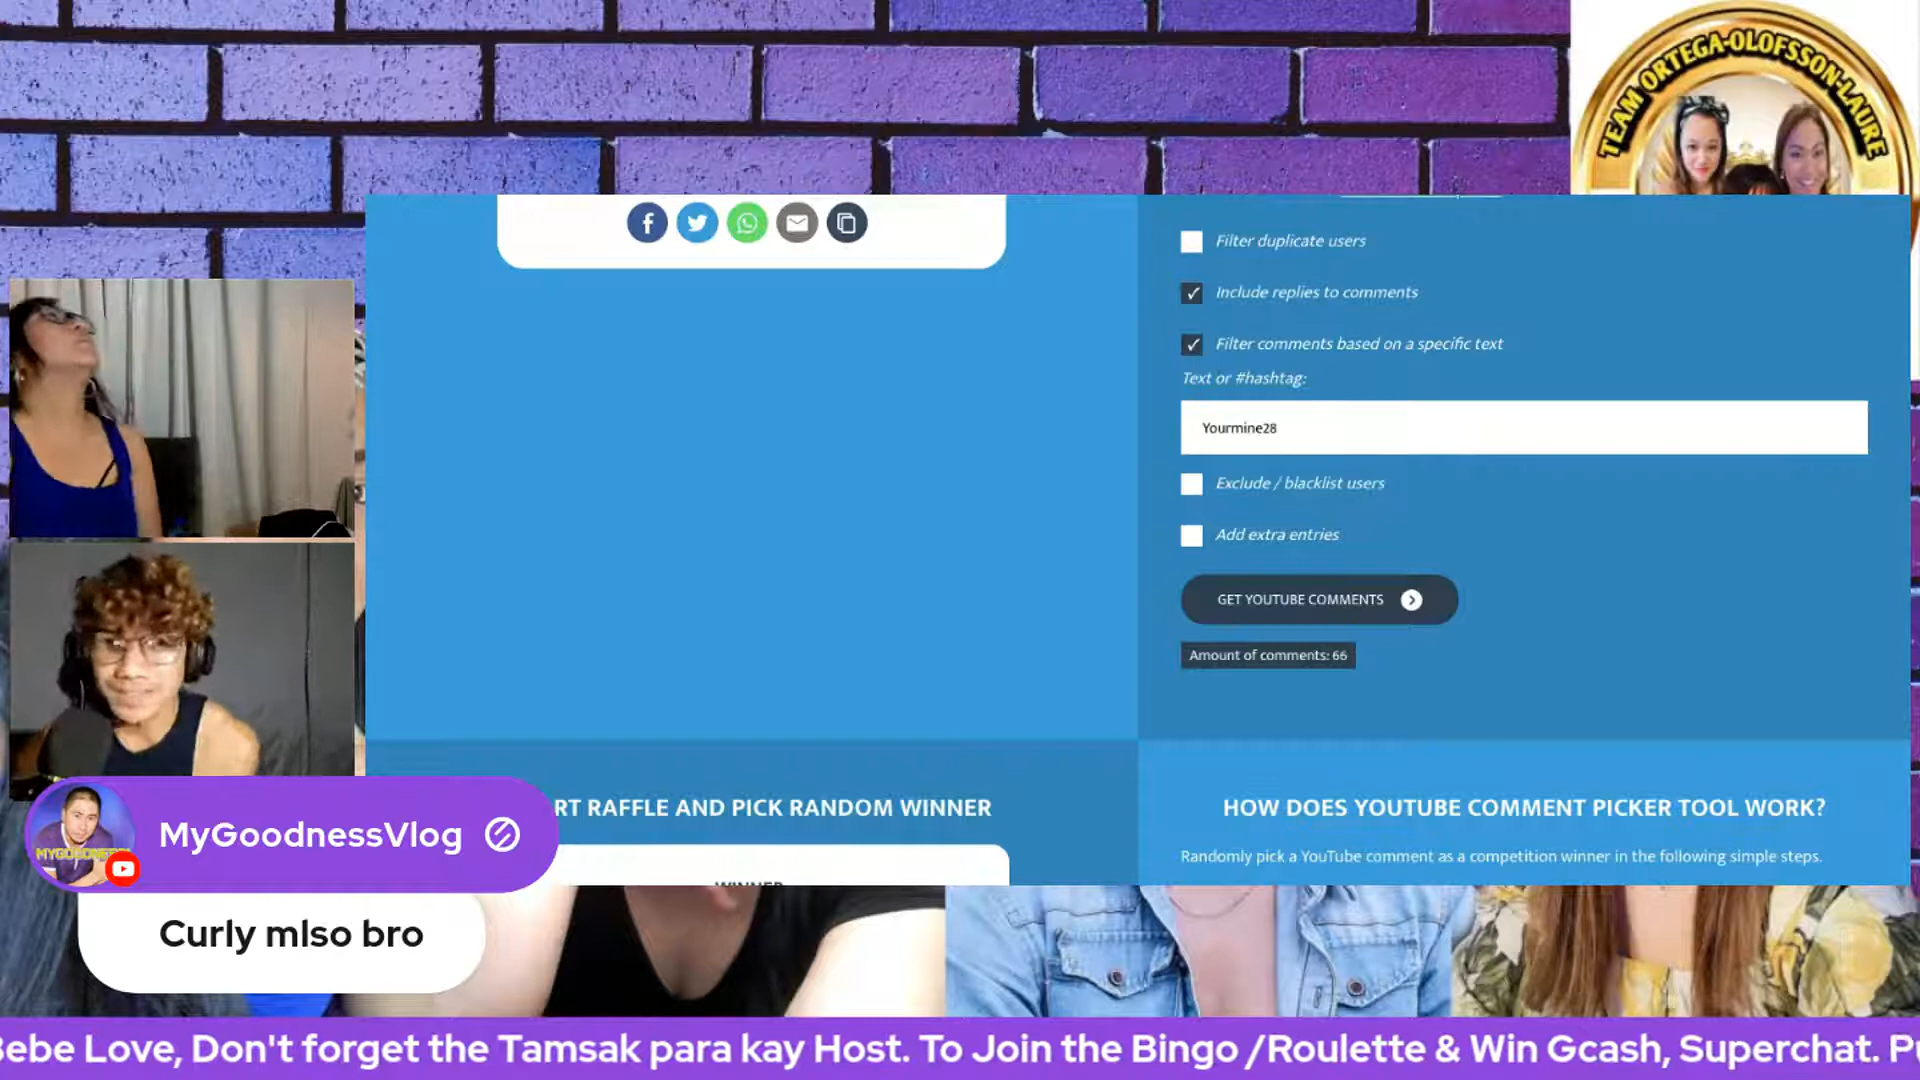 TEAM ORTEGA-OLOFSSON-LAURE
Filter duplicate users
Include replies to comments
Filter comments based on a specific text
Text or #hashtag:
Yourmine28
Exclude / blacklist users
Add extra entries
GET YOUTUBE COMMENTS
Amount of comments: 66
RT RAFFLE AND PICK RANDOM WINNER
WINNER
HOW DOES YOUTUBE COMMENT PICKER TOOL WORK?
Randomly pick a YouTube comment as a competition winner in the following simple steps.
MyGoodnessVlog
Curly mlso bro
Bebe Love, Don't forget the Tamsak para kay Host. To Join the Bingo /Roulette & Win Gcash, Superchat.